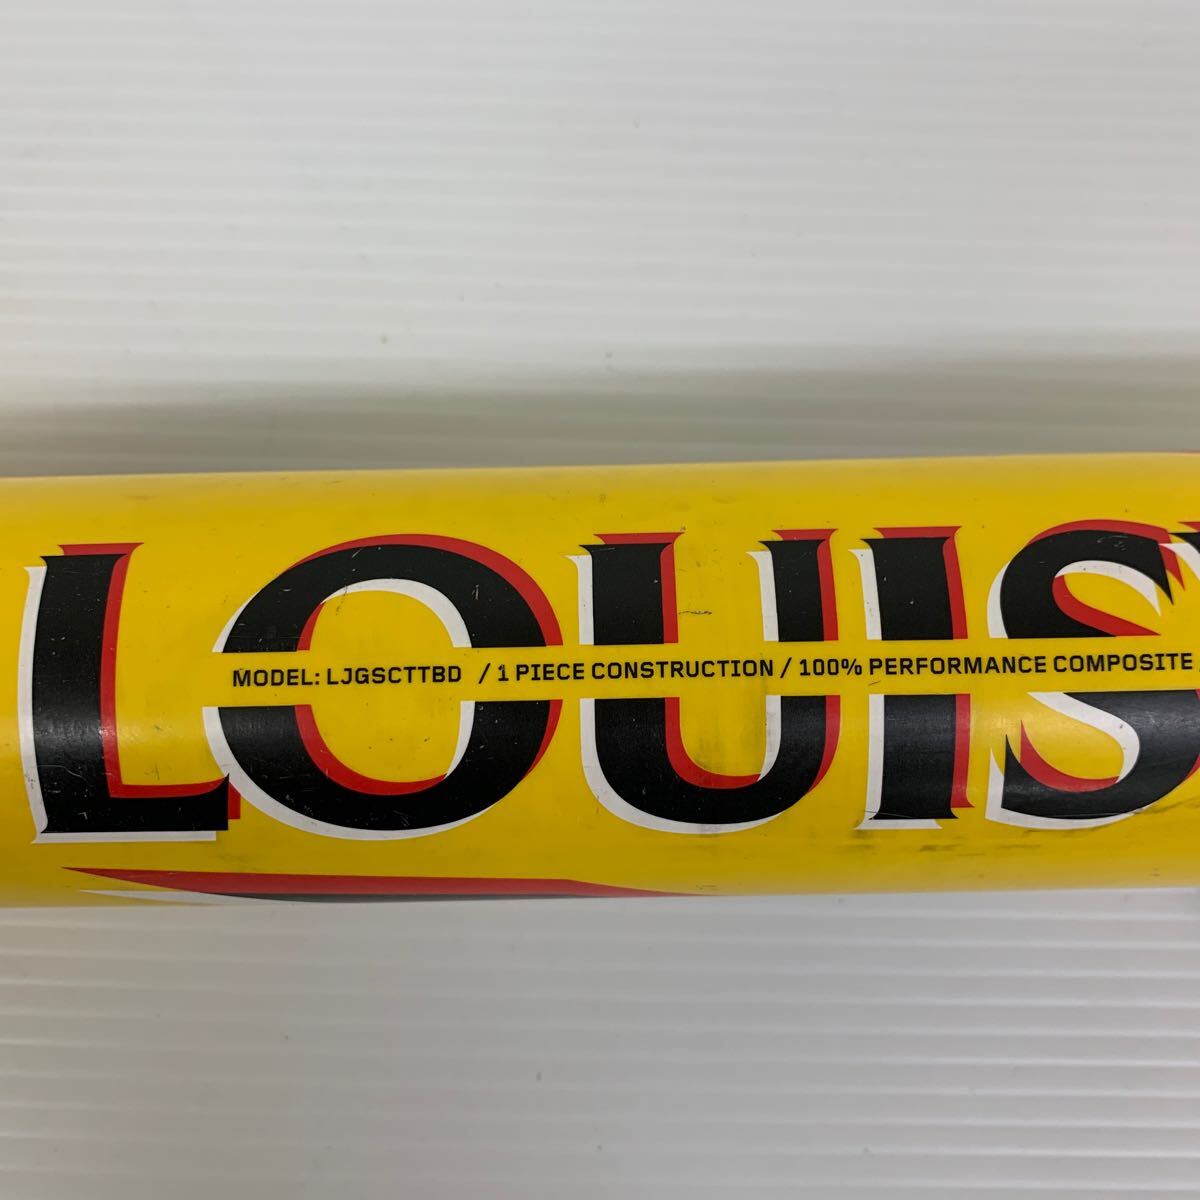 LOUIS
MODEL: LJGSCTTBD / 1 PIECE CONSTRUCTION / 100% PERFORMANCE COMPOSITE